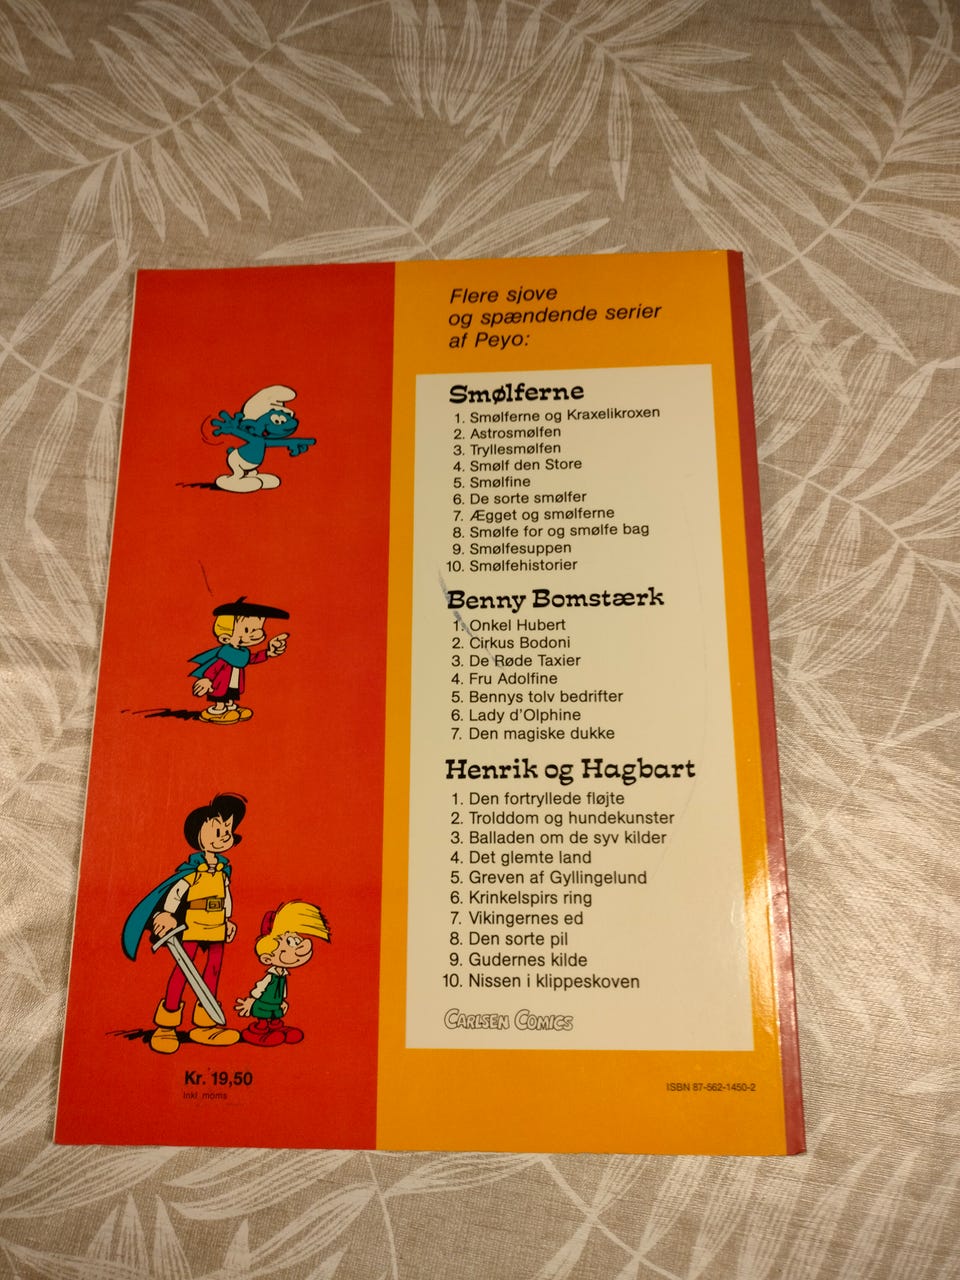 Flere sjove
og spændende serier
af Peyo:
Smølferne
1. Smølferne og Kraxelikroxen
2. Astrosmølfen
3. Tryllesmølfen
4. Smølf den Store
5. Smølfine
6. De sorte smølfer
7. Ægget og smølferne
8. Smølfe for og smølfe bag
9. Smølfesuppen
10. Smølfehistorier
Benny Bomstærk
1. Onkel Hubert
2. Cirkus Bodoni
3. De Røde Taxier
4. Fru Adolfine
5. Bennys tolv bedrifter
6. Lady d'Olphine
7. Den magiske dukke
Henrik og Hagbart
1. Den fortryllede fløjte
2. Trolddom og hundekunster
3. Balladen om de syv kilder
4. Det glemte land
5. Greven af Gyllingelund
6. Krinkelspirs ring
7. Vikingernes ed
8. Den sorte pil
9. Gudernes kilde
10. Nissen i klippeskoven
CARLSEN COMICS
Kr. 19,50
Inkl. moms
ISBN 87-562-1450-2